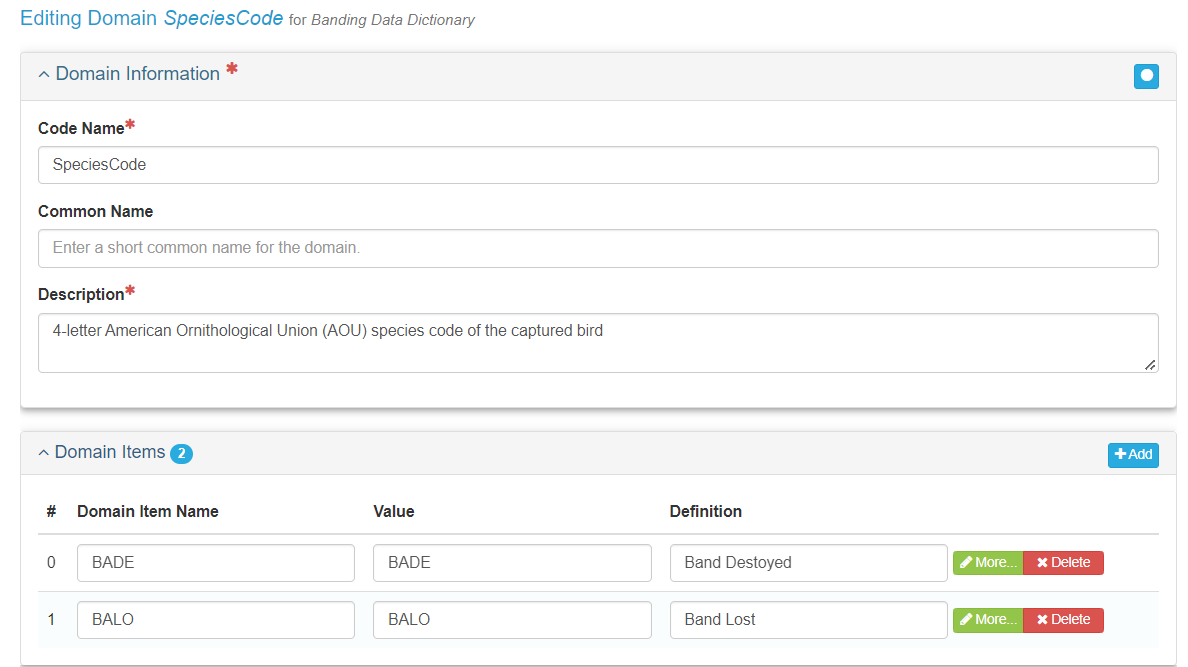 Editing Domain SpeciesCode for Banding Data Dictionary
Domain Information *
Code Name*
SpeciesCode
Common Name
Enter a short common name for the domain.
Description*
4-letter American Ornithological Union (AOU) species code of the captured bird
Domain Items 2
Add
# Domain Item Name Value Definition
0 BADE BADE Band Destoyed More... Delete
1 BALO BALO Band Lost More... Delete